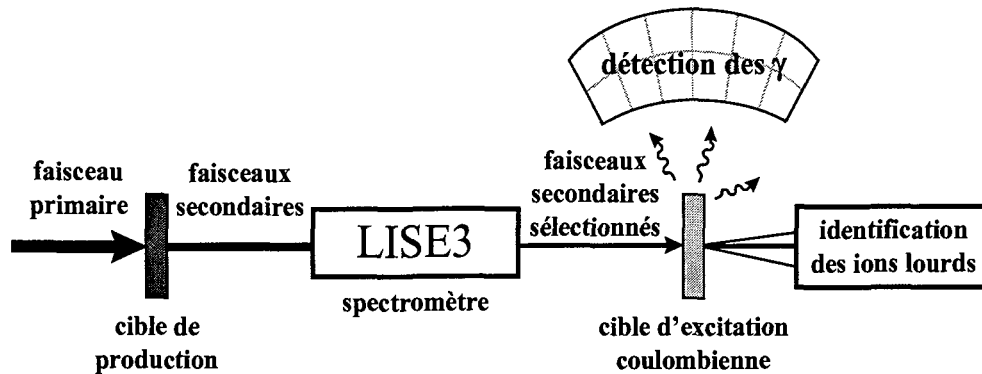 détection des γ
faisceau
primaire
faisceaux
secondaires
faisceaux
secondaires
sélectionnés
LISE3
spectromètre
identification
des ions lourds
cible de
production
cible d'excitation
coulombienne